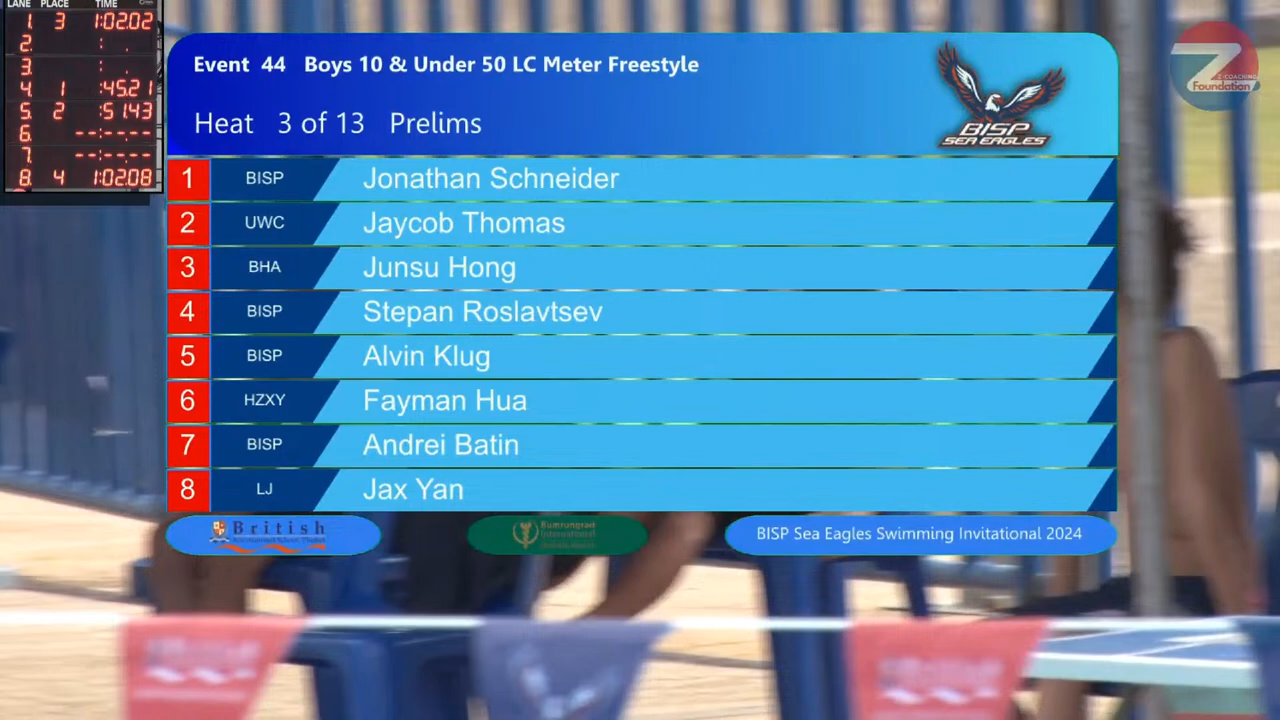 LANE PLACE TIME
1. 3 1:02.02
2. : .
3. : .
4. 1 :45.21
5. 2 :51.43
6. --:--.--
7. --:--.--
8. 4 1:02.08
Event 44 Boys 10 & Under 50 LC Meter Freestyle
Heat 3 of 13 Prelims
BISP
SEA EAGLES
Z-COACHING
Foundation
1 BISP Jonathan Schneider
2 UWC Jaycob Thomas
3 BHA Junsu Hong
4 BISP Stepan Roslavtsev
5 BISP Alvin Klug
6 HZXY Fayman Hua
7 BISP Andrei Batin
8 LJ Jax Yan
British
Bumrungrad
International
BISP Sea Eagles Swimming Invitational 2024